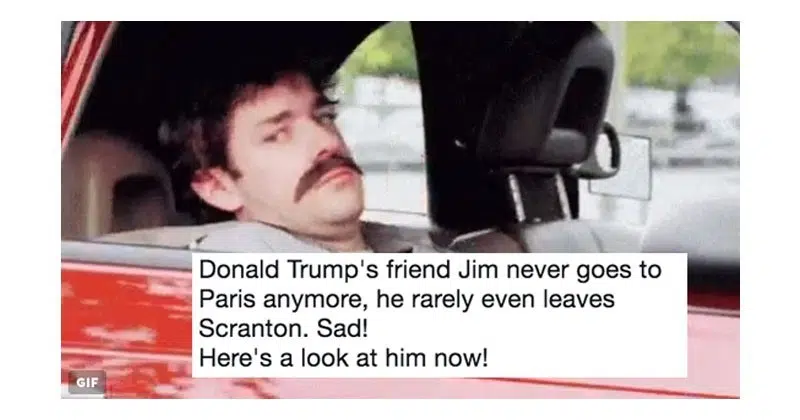 Donald Trump's friend Jim never goes to
Paris anymore, he rarely even leaves
Scranton. Sad!
Here's a look at him now!
GIF